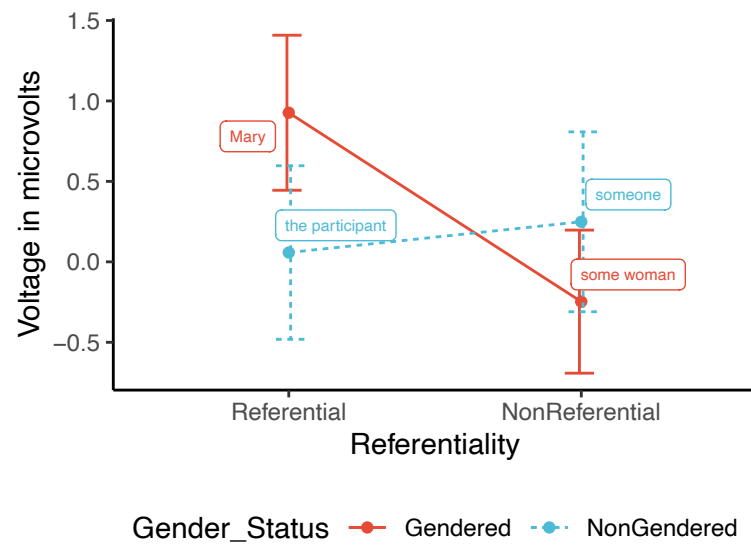 1.5
1.0
0.5
0.0
−0.5
Voltage in microvolts
Mary
the participant
someone
some woman
Referential NonReferential
Referentiality
Gender_Status Gendered NonGendered